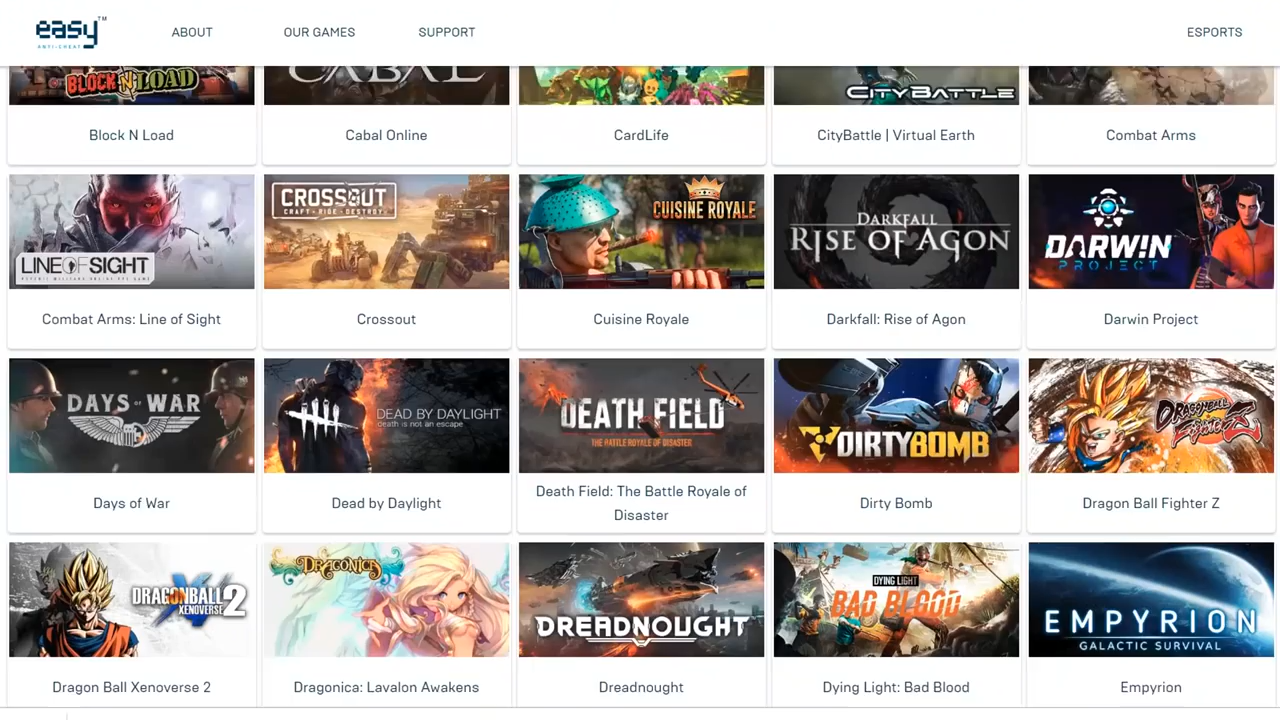 easy™
ANTI-CHEAT
ABOUT
OUR GAMES
SUPPORT
ESPORTS
BLOCK N LOAD
CABAL
CITYBATTLE
Block N Load
Cabal Online
CardLife
CityBattle | Virtual Earth
Combat Arms
LINE OF SIGHT
CROSSOUT
CRAFT • RIDE • DESTROY
CUISINE ROYALE
DARKFALL
RISE OF AGON
DARWIN
PROJECT
Combat Arms: Line of Sight
Crossout
Cuisine Royale
Darkfall: Rise of Agon
Darwin Project
DAYS OF WAR
DEAD BY DAYLIGHT
death is not an escape
DEATH FIELD
THE BATTLE ROYALE OF DISASTER
DIRTYBOMB
DRAGONBALL
FIGHTERZ
Days of War
Dead by Daylight
Death Field: The Battle Royale of
Disaster
Dirty Bomb
Dragon Ball Fighter Z
DRAGONBALL
XENOVERSE 2
DRAGONICA
DREADNOUGHT
DYING LIGHT
BAD BLOOD
EMPYRION
GALACTIC SURVIVAL
Dragon Ball Xenoverse 2
Dragonica: Lavalon Awakens
Dreadnought
Dying Light: Bad Blood
Empyrion